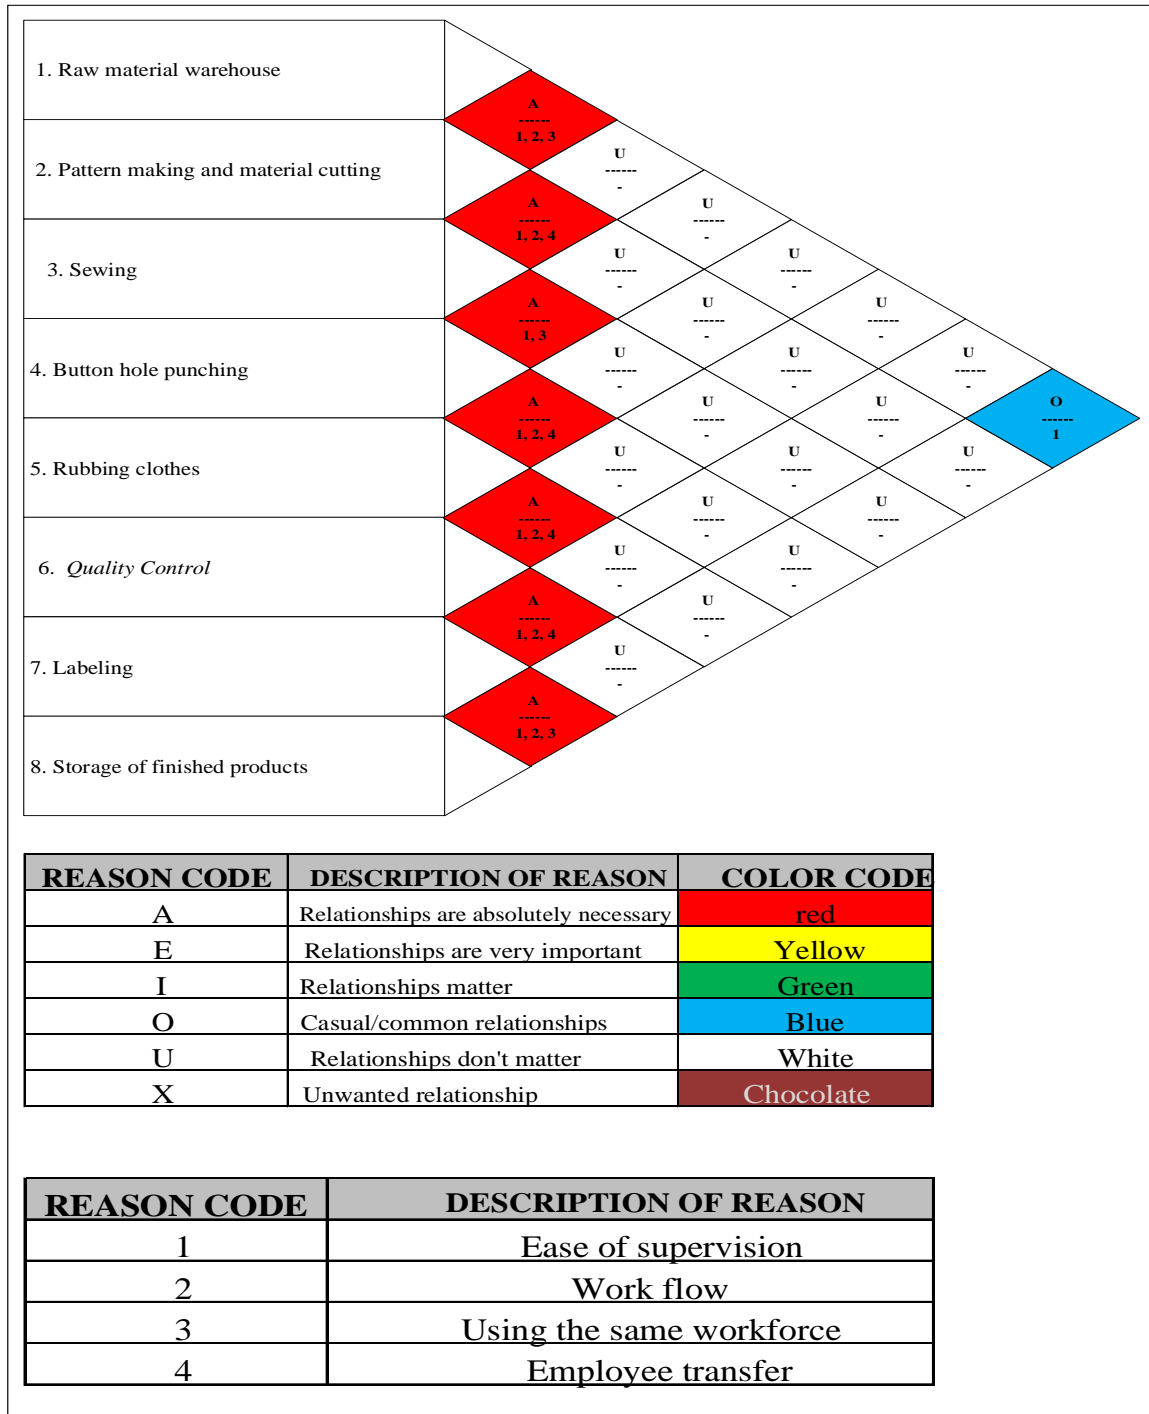 1. Raw material warehouse
2. Pattern making and material cutting
3. Sewing
4. Button hole punching
5. Rubbing clothes
6. Quality Control
7. Labeling
8. Storage of finished products
A
------
1, 2, 3
A
------
1, 2, 4
A
------
1, 3
A
------
1, 2, 4
A
------
1, 2, 4
A
------
1, 2, 4
A
------
1, 2, 3
U
------
-
U
------
-
U
------
-
U
------
-
U
------
-
U
------
-
U
------
-
U
------
-
U
------
-
U
------
-
U
------
-
U
------
-
U
------
-
U
------
-
U
------
-
U
------
-
U
------
-
U
------
-
U
------
-
U
------
-
O
------
1
REASON CODE DESCRIPTION OF REASON COLOR CODE
A Relationships are absolutely necessary red
E Relationships are very important Yellow
I Relationships matter Green
O Casual/common relationships Blue
U Relationships don't matter White
X Unwanted relationship Chocolate
REASON CODE DESCRIPTION OF REASON
1 Ease of supervision
2 Work flow
3 Using the same workforce
4 Employee transfer